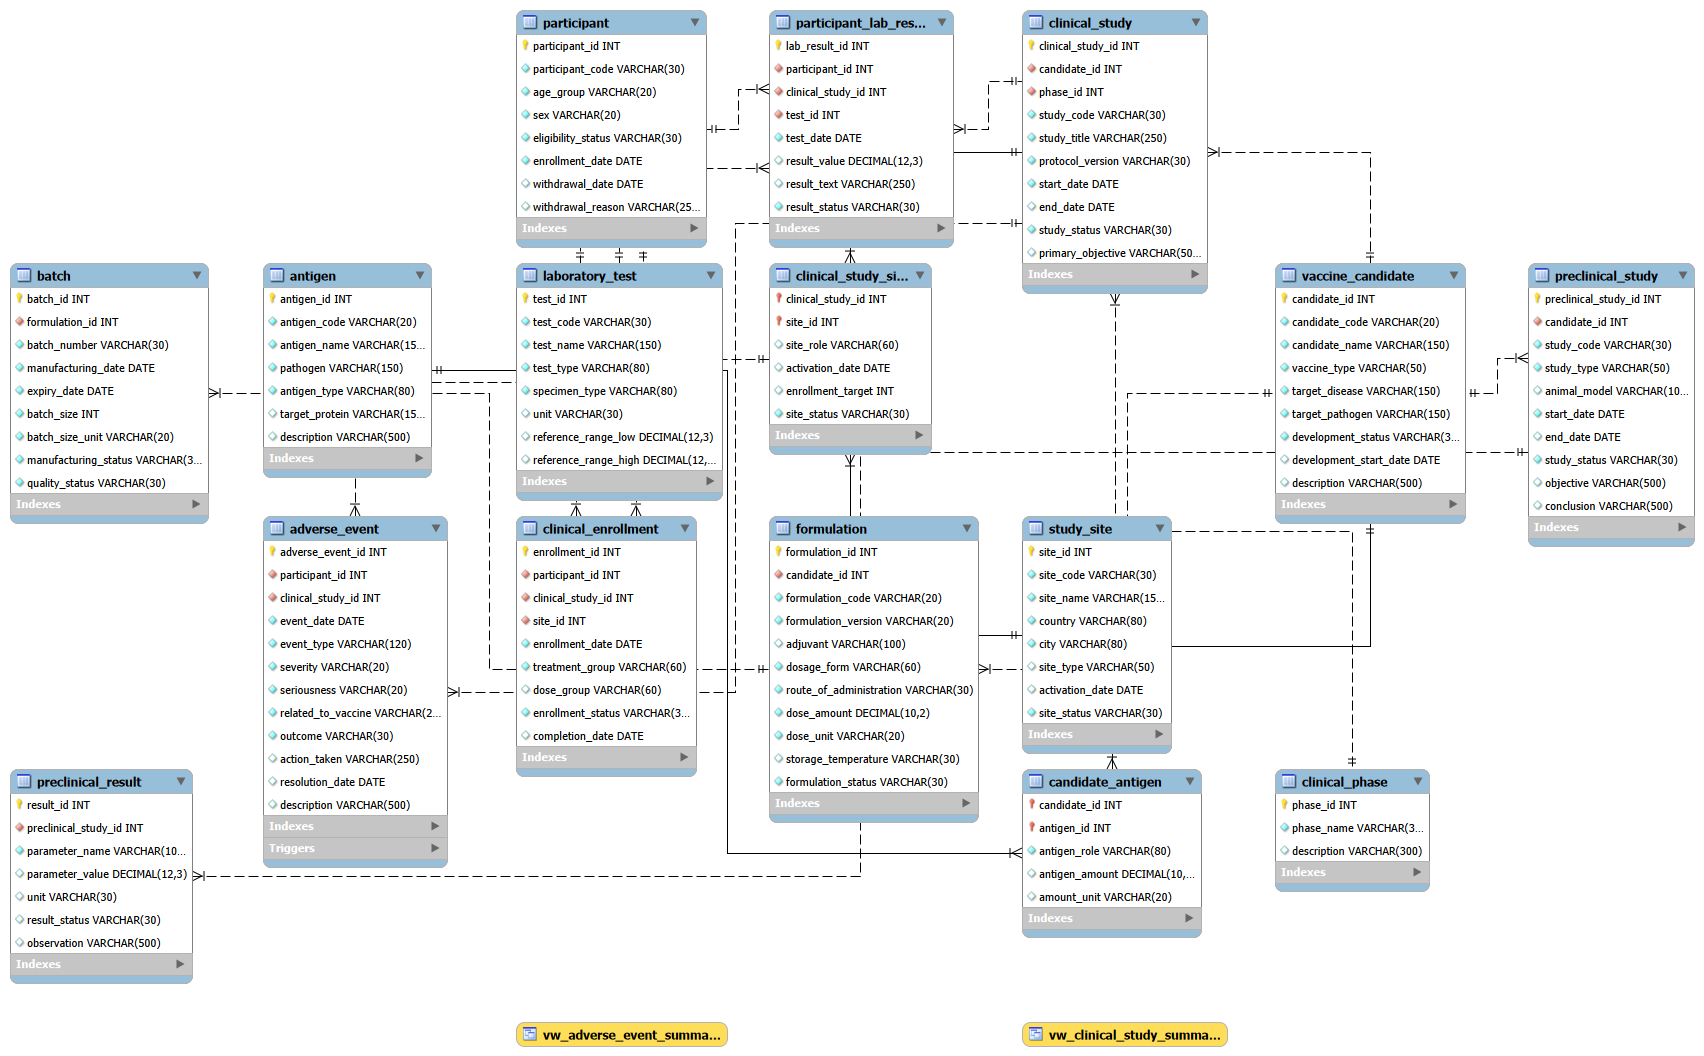 participant
participant_id INT
participant_code VARCHAR(30)
age_group VARCHAR(20)
sex VARCHAR(20)
eligibility_status VARCHAR(30)
enrollment_date DATE
withdrawal_date DATE
withdrawal_reason VARCHAR(25...
Indexes
participant_lab_res...
lab_result_id INT
participant_id INT
clinical_study_id INT
test_id INT
test_date DATE
result_value DECIMAL(12,3)
result_text VARCHAR(250)
result_status VARCHAR(30)
Indexes
clinical_study
clinical_study_id INT
candidate_id INT
phase_id INT
study_code VARCHAR(30)
study_title VARCHAR(250)
protocol_version VARCHAR(30)
start_date DATE
end_date DATE
study_status VARCHAR(30)
primary_objective VARCHAR(50...
Indexes
batch
batch_id INT
formulation_id INT
batch_number VARCHAR(30)
manufacturing_date DATE
expiry_date DATE
batch_size INT
batch_size_unit VARCHAR(20)
manufacturing_status VARCHAR(3...
quality_status VARCHAR(30)
Indexes
antigen
antigen_id INT
antigen_code VARCHAR(20)
antigen_name VARCHAR(15...
pathogen VARCHAR(150)
antigen_type VARCHAR(80)
target_protein VARCHAR(15...
description VARCHAR(500)
Indexes
laboratory_test
test_id INT
test_code VARCHAR(30)
test_name VARCHAR(150)
test_type VARCHAR(80)
specimen_type VARCHAR(80)
unit VARCHAR(30)
reference_range_low DECIMAL(12,3)
reference_range_high DECIMAL(12,...
Indexes
clinical_study_si...
clinical_study_id INT
site_id INT
site_role VARCHAR(60)
activation_date DATE
enrollment_target INT
site_status VARCHAR(30)
Indexes
vaccine_candidate
candidate_id INT
candidate_code VARCHAR(20)
candidate_name VARCHAR(150)
vaccine_type VARCHAR(50)
target_disease VARCHAR(150)
target_pathogen VARCHAR(150)
development_status VARCHAR(3...
development_start_date DATE
description VARCHAR(500)
Indexes
preclinical_study
preclinical_study_id INT
candidate_id INT
study_code VARCHAR(30)
study_type VARCHAR(50)
animal_model VARCHAR(10...
start_date DATE
end_date DATE
study_status VARCHAR(30)
objective VARCHAR(500)
conclusion VARCHAR(500)
Indexes
adverse_event
adverse_event_id INT
participant_id INT
clinical_study_id INT
event_date DATE
event_type VARCHAR(120)
severity VARCHAR(20)
seriousness VARCHAR(20)
related_to_vaccine VARCHAR(2...
outcome VARCHAR(30)
action_taken VARCHAR(250)
resolution_date DATE
description VARCHAR(500)
Indexes
Triggers
clinical_enrollment
enrollment_id INT
participant_id INT
clinical_study_id INT
site_id INT
enrollment_date DATE
treatment_group VARCHAR(60)
dose_group VARCHAR(60)
enrollment_status VARCHAR(3...
completion_date DATE
Indexes
formulation
formulation_id INT
candidate_id INT
formulation_code VARCHAR(20)
formulation_version VARCHAR(20)
adjuvant VARCHAR(100)
dosage_form VARCHAR(60)
route_of_administration VARCHAR(30)
dose_amount DECIMAL(10,2)
dose_unit VARCHAR(20)
storage_temperature VARCHAR(30)
formulation_status VARCHAR(30)
Indexes
study_site
site_id INT
site_code VARCHAR(30)
site_name VARCHAR(15...
country VARCHAR(80)
city VARCHAR(80)
site_type VARCHAR(50)
activation_date DATE
site_status VARCHAR(30)
Indexes
preclinical_result
result_id INT
preclinical_study_id INT
parameter_name VARCHAR(10...
parameter_value DECIMAL(12,3)
unit VARCHAR(30)
result_status VARCHAR(30)
observation VARCHAR(500)
Indexes
candidate_antigen
candidate_id INT
antigen_id INT
antigen_role VARCHAR(80)
antigen_amount DECIMAL(10,...
amount_unit VARCHAR(20)
Indexes
clinical_phase
phase_id INT
phase_name VARCHAR(3...
description VARCHAR(300)
Indexes
vw_adverse_event_summa...
vw_clinical_study_summa...